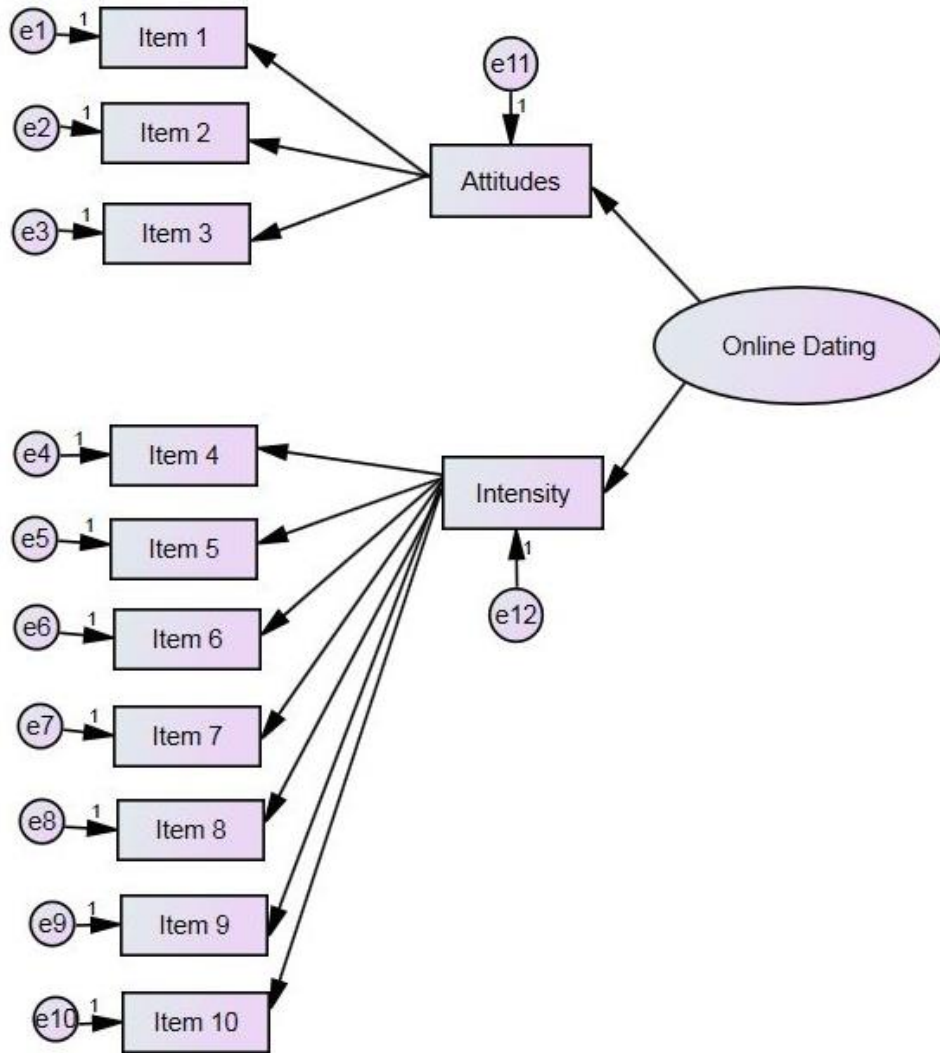 e1
1
Item 1
e2
1
Item 2
e3
1
Item 3
e11
1
Attitudes
Online Dating
e4
1
Item 4
e5
1
Item 5
e6
1
Item 6
e7
1
Item 7
e8
1
Item 8
e9
1
Item 9
e10
1
Item 10
Intensity
1
e12